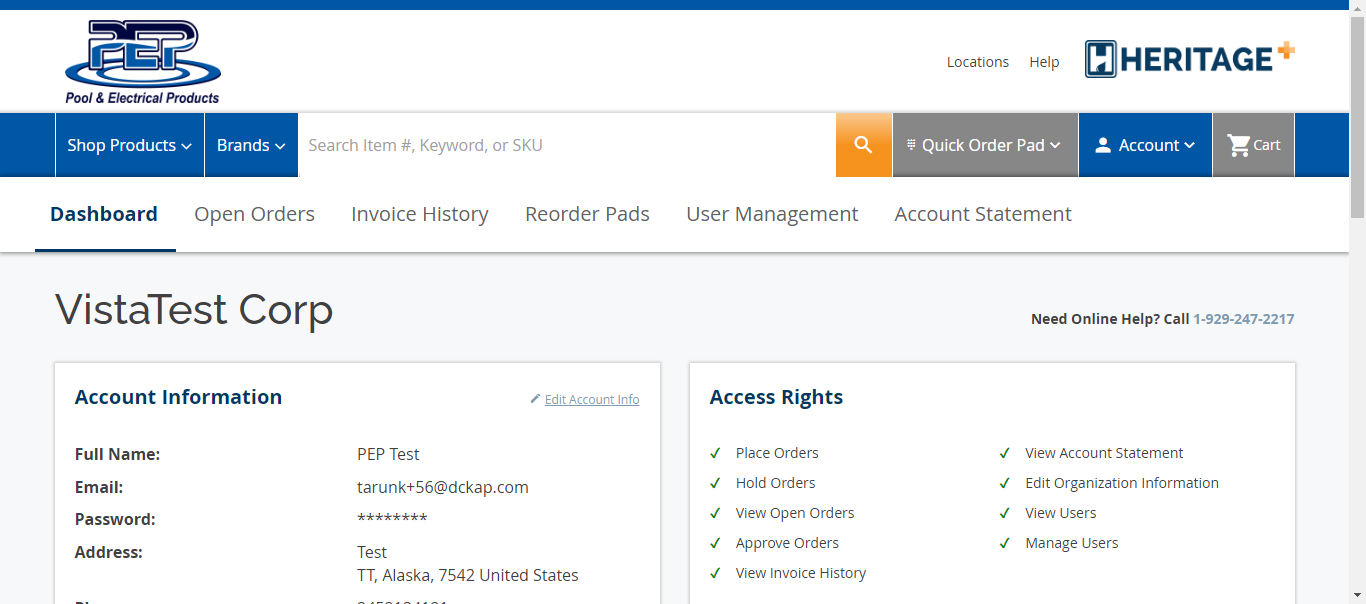 PEP
Pool & Electrical Products
Locations Help HERITAGE+
Shop Products Brands Search Item #, Keyword, or SKU Quick Order Pad Account Cart
Dashboard Open Orders Invoice History Reorder Pads User Management Account Statement
VistaTest Corp
Need Online Help? Call 1-929-247-2217
Account Information Edit Account Info
Full Name: PEP Test
Email: tarunk+56@dckap.com
Password: ********
Address: Test
TT, Alaska, 7542 United States
Access Rights
Place Orders
Hold Orders
View Open Orders
Approve Orders
View Invoice History
View Account Statement
Edit Organization Information
View Users
Manage Users